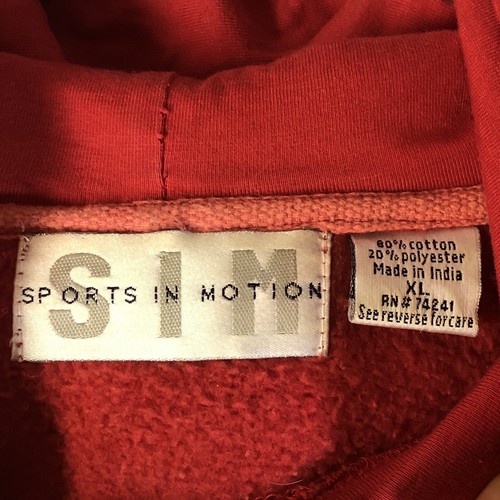 SIM
SPORTS IN MOTION
80% cotton
20% polyester
Made in India
XL
RN# 74241
See reverse for care